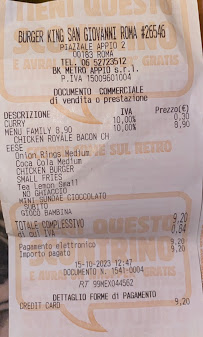 BURGER KING SAN GIOVANNI ROMA #26546
PIAZZALE APPIO 2
00183 ROMA
TEL. 06 52723512
BK METRO APPIO s.r.l.
P.IVA 15009601004
DOCUMENTO COMMERCIALE
di vendita o prestazione
DESCRIZIONE IVA Prezzo(€)
CURRY 10,00% 0,30
MENU FAMILY 8,90 10,00% 8,90
CHICKEN ROYALE BACON CH
EESE
Onion Rings Medium
Coca Cola Medium
CHICKEN BURGER
SMALL FRIES
Tea Lemon Small
NO GHIACCIO
MINI SUNDAE CIOCCOLATO
SUBITO
GIOCO BAMBINA
TOTALE COMPLESSIVO 9,20
di cui IVA 0,84
Pagamento elettronico 9,20
Importo pagato 9,20
15-10-2023 12:47
DOCUMENTO N. 1541-0004
RT 99MEX044562
DETTAGLIO FORME di PAGAMENTO
CREDIT CARD 9,20